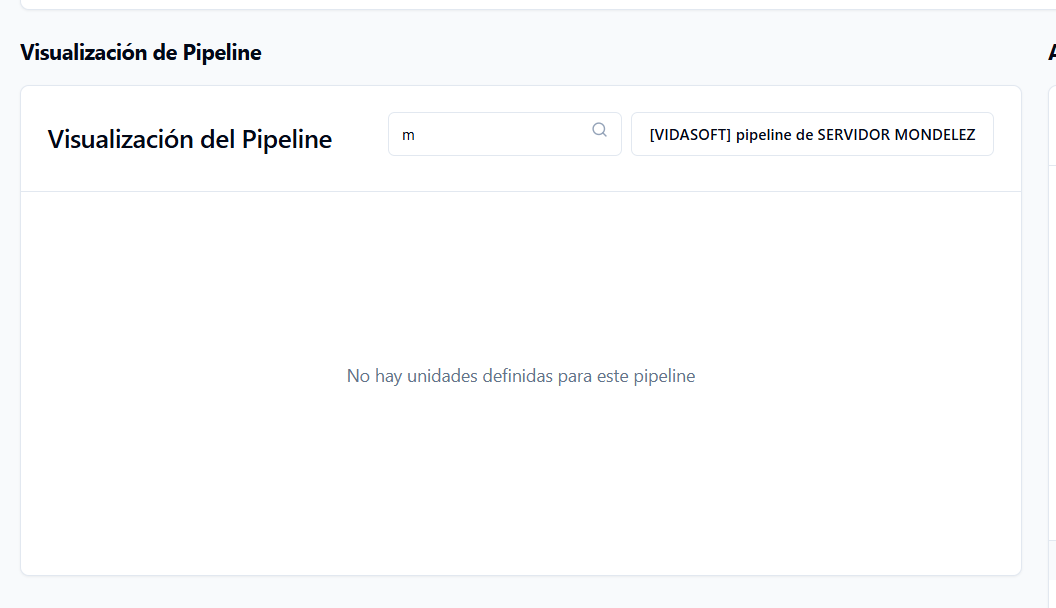 Visualización de Pipeline
Visualización del Pipeline
m
[VIDASOFT] pipeline de SERVIDOR MONDELEZ
No hay unidades definidas para este pipeline